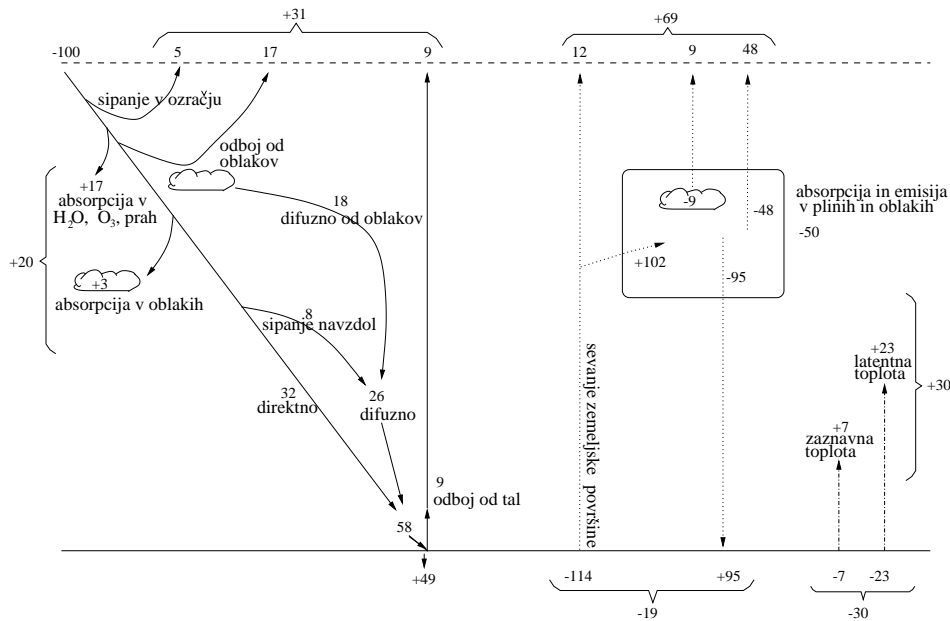 +31
+69
-100
5
17
9
12
9
48
sipanje v ozračju
odboj od
oblakov
+17
absorpcija v
H₂O, O₃, prah
18
difuzno od oblakov
-9
-48
absorpcija in emisija
v plinih in oblakih
-50
+20
+3
absorpcija v oblakih
+102
-95
8
sipanje navzdol
32
direktno
26
difuzno
sevanje zemeljske površine
+23
latentna
toplota
+30
+7
zaznavna
toplota
9
odboj od tal
58
+49
-114
+95
-7
-23
-19
-30